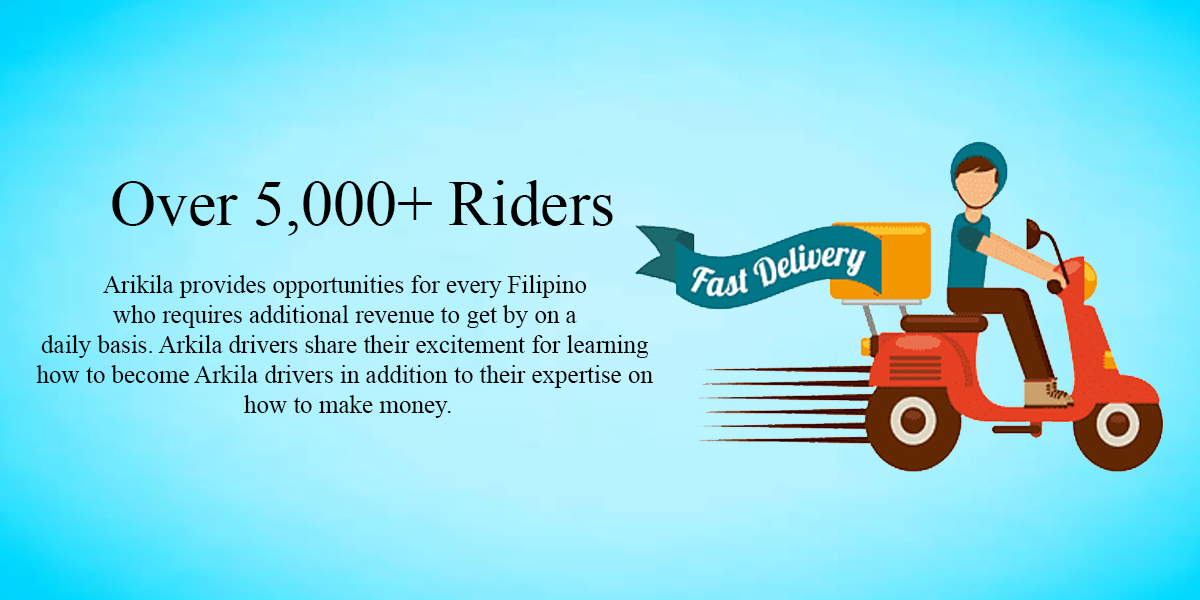 Over 5,000+ Riders
Arikila provides opportunities for every Filipino
who requires additional revenue to get by on a
daily basis. Arkila drivers share their excitement for learning
how to become Arkila drivers in addition to their expertise on
how to make money.
Fast Delivery